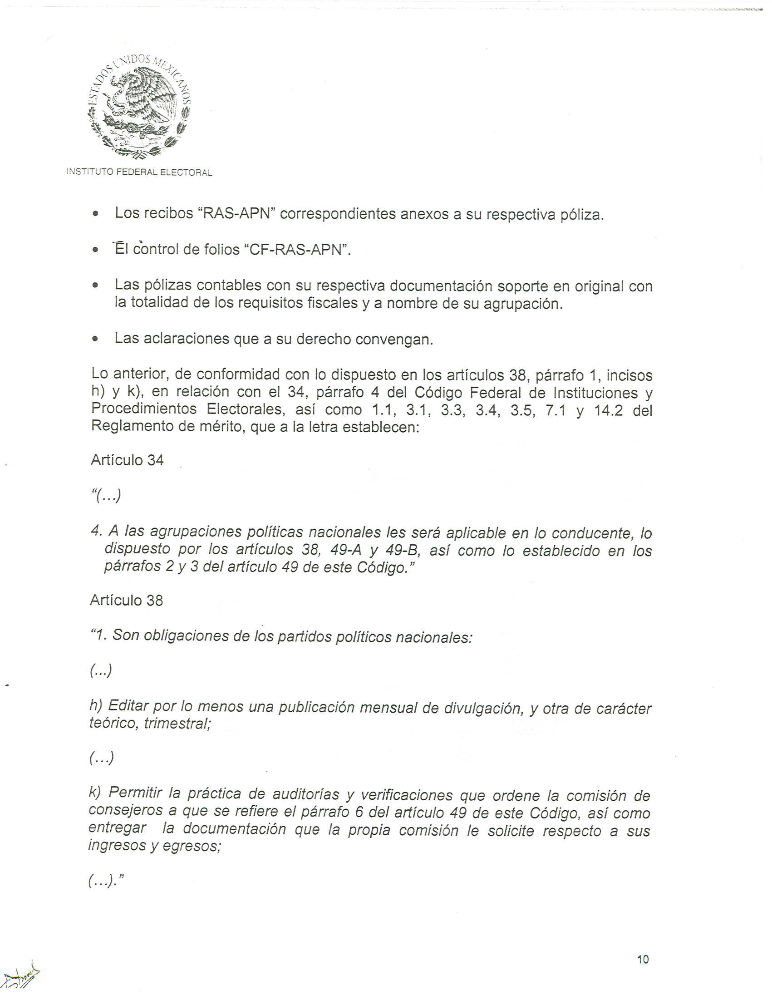 ESTADOS UNIDOS MEXICANOS
INSTITUTO FEDERAL ELECTORAL
• Los recibos “RAS-APN” correspondientes anexos a su respectiva póliza.
• El control de folios “CF-RAS-APN”.
• Las pólizas contables con su respectiva documentación soporte en original con
la totalidad de los requisitos fiscales y a nombre de su agrupación.
• Las aclaraciones que a su derecho convengan.
Lo anterior, de conformidad con lo dispuesto en los artículos 38, párrafo 1, incisos
h) y k), en relación con el 34, párrafo 4 del Código Federal de Instituciones y
Procedimientos Electorales, así como 1.1, 3.1, 3.3, 3.4, 3.5, 7.1 y 14.2 del
Reglamento de mérito, que a la letra establecen:
Artículo 34
“(...)
4. A las agrupaciones políticas nacionales les será aplicable en lo conducente, lo
dispuesto por los artículos 38, 49-A y 49-B, así como lo establecido en los
párrafos 2 y 3 del artículo 49 de este Código.”
Artículo 38
“1. Son obligaciones de los partidos políticos nacionales:
(...)
h) Editar por lo menos una publicación mensual de divulgación, y otra de carácter
teórico, trimestral;
(...)
k) Permitir la práctica de auditorías y verificaciones que ordene la comisión de
consejeros a que se refiere el párrafo 6 del artículo 49 de este Código, así como
entregar la documentación que la propia comisión le solicite respecto a sus
ingresos y egresos;
(...).”
10